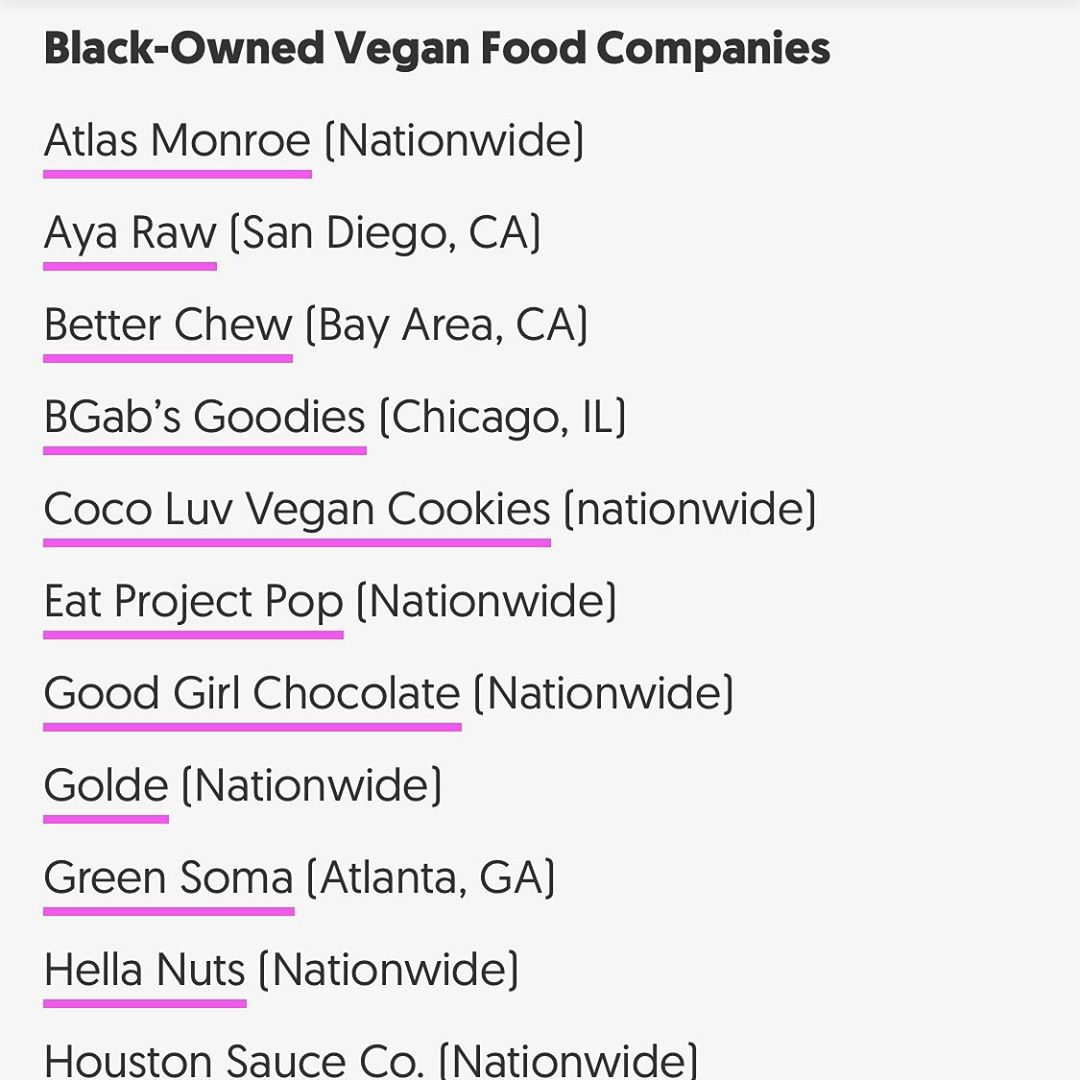 Black-Owned Vegan Food Companies
Atlas Monroe (Nationwide)
Aya Raw (San Diego, CA)
Better Chew (Bay Area, CA)
BGab’s Goodies (Chicago, IL)
Coco Luv Vegan Cookies (nationwide)
Eat Project Pop (Nationwide)
Good Girl Chocolate (Nationwide)
Golde (Nationwide)
Green Soma (Atlanta, GA)
Hella Nuts (Nationwide)
Houston Sauce Co. (Nationwide)